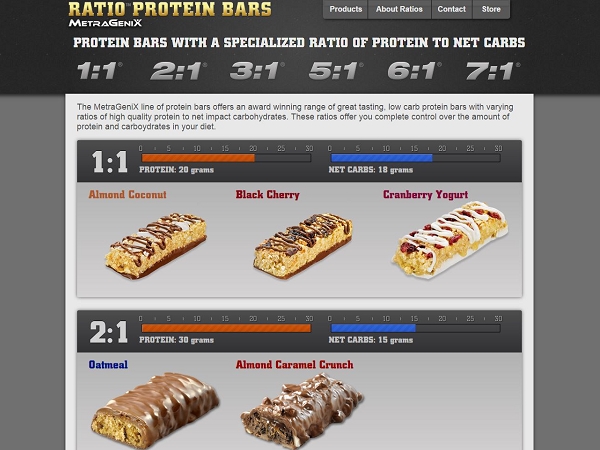 RATIO PROTEIN BARS
METRAGENIX
Products About Ratios Contact Store
PROTEIN BARS WITH A SPECIALIZED RATIO OF PROTEIN TO NET CARBS
1:1® 2:1® 3:1® 5:1® 6:1® 7:1®
The MetraGeniX line of protein bars offers an award winning range of great tasting, low carb protein bars with varying
ratios of high quality protein to net impact carbohydrates. These ratios offer you complete control over the amount of
protein and carboydrates in your diet.
1:1
0 5 10 15 20 25 30
PROTEIN: 20 grams
0 5 10 15 20 25 30
NET CARBS: 18 grams
Almond Coconut
Black Cherry
Cranberry Yogurt
2:1
0 5 10 15 20 25 30
PROTEIN: 30 grams
0 5 10 15 20 25 30
NET CARBS: 15 grams
Oatmeal
Almond Caramel Crunch